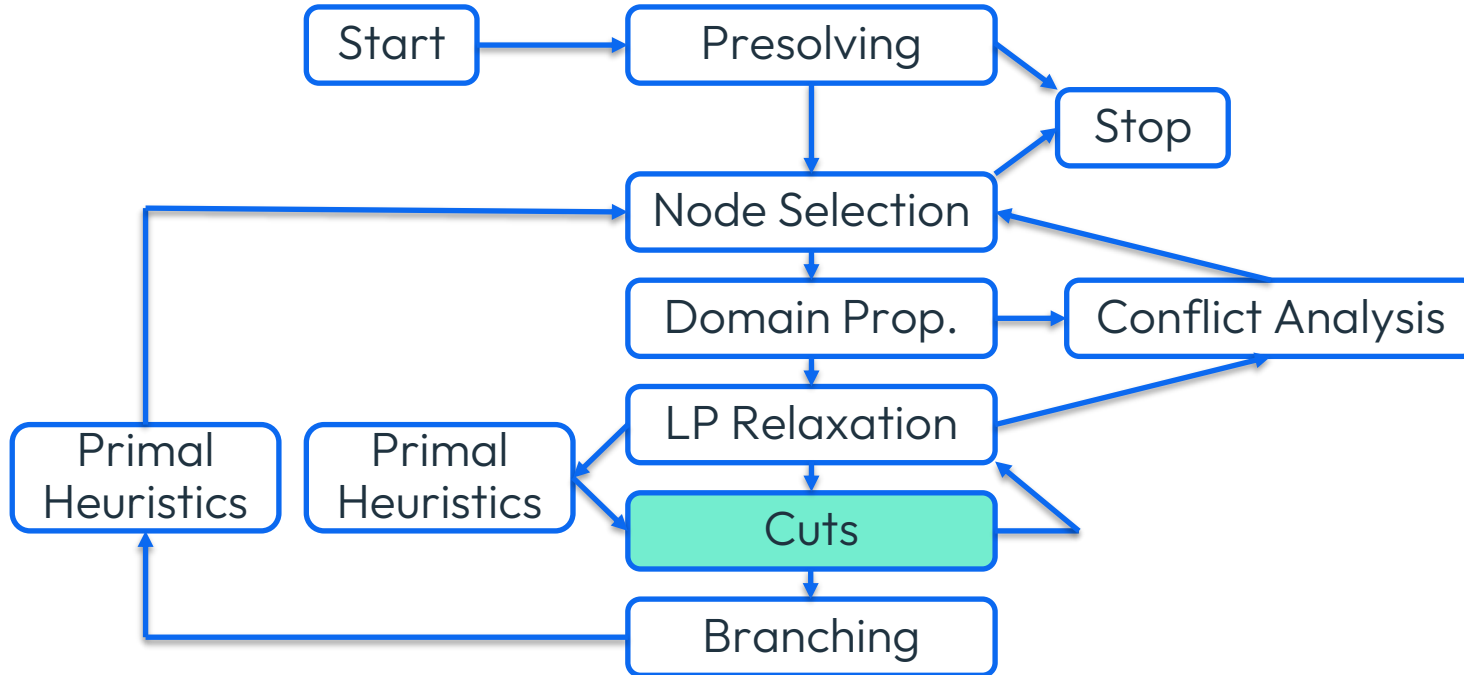 Start
Presolving
Stop
Node Selection
Domain Prop.
Conflict Analysis
LP Relaxation
Primal
Heuristics
Primal
Heuristics
Cuts
Branching